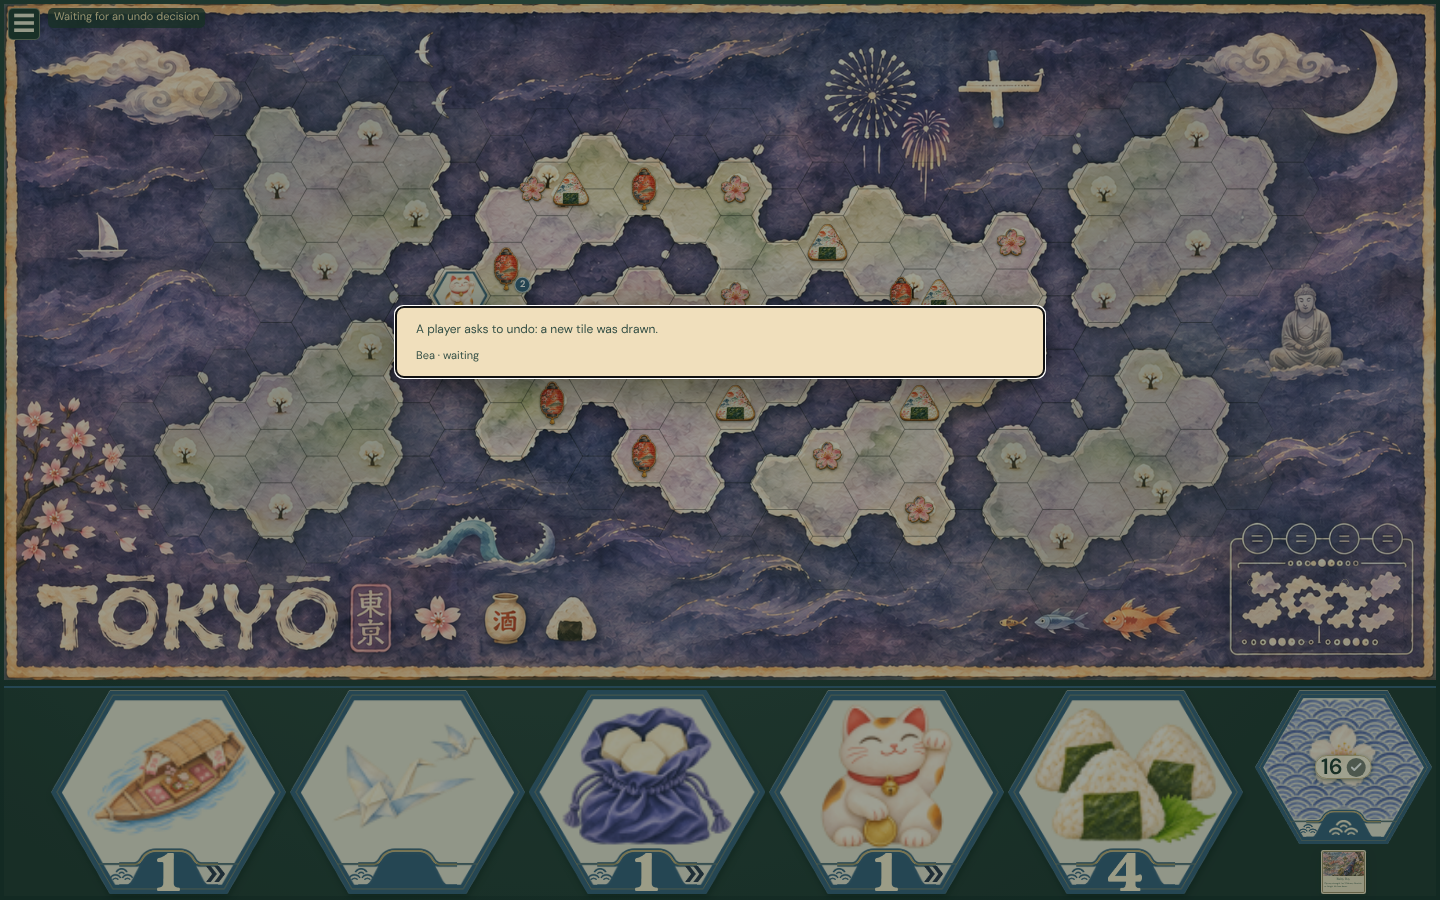 Waiting for an undo decision
2
A player asks to undo: a new tile was drawn.
Bea · waiting
TŌKYŌ
東京
酒
1
1
1
4
16